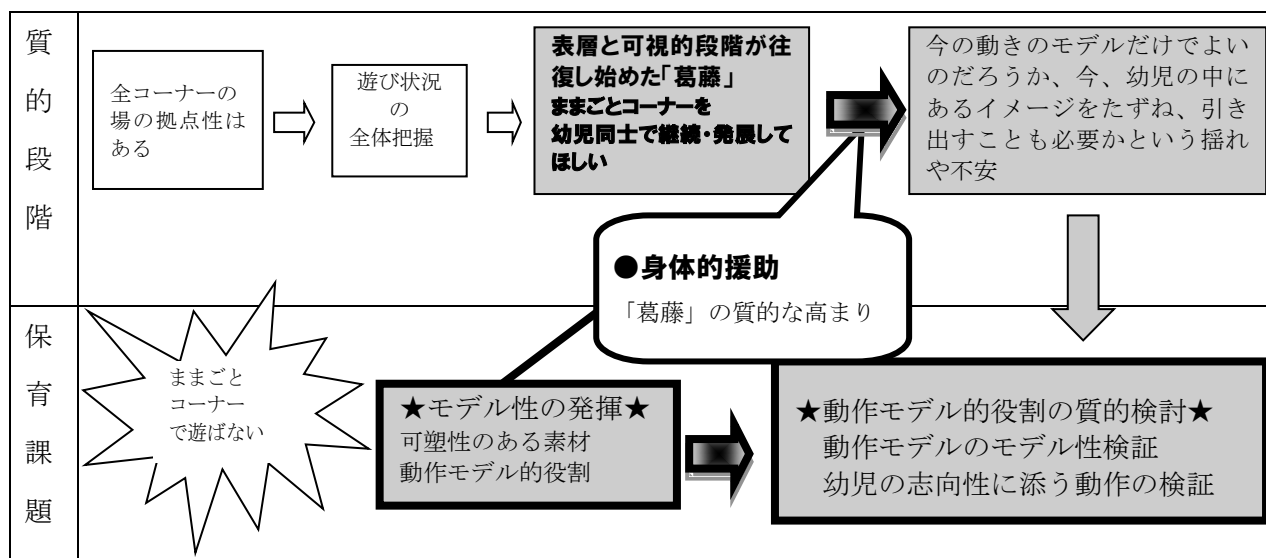 質的段階
全コーナーの
場の拠点性は
ある
遊び状況
の
全体把握
表層と可視的段階が往
復し始めた「葛藤」
ままごとコーナーを
幼児同士で継続・発展して
ほしい
今の動きのモデルだけでよい
のだろうか、今、幼児の中に
あるイメージをたずね、引き
出すことも必要かという揺れ
や不安
●身体的援助
「葛藤」の質的な高まり
保育課題
ままごと
コーナー
で遊ばない
★モデル性の発揮★
可塑性のある素材
動作モデル的役割
★動作モデル的役割の質的検討★
動作モデルのモデル性検証
幼児の志向性に添う動作の検証